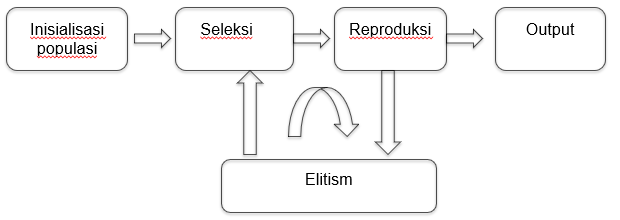 Inisialisasi
populasi
Seleksi
Reproduksi
Output
Elitism